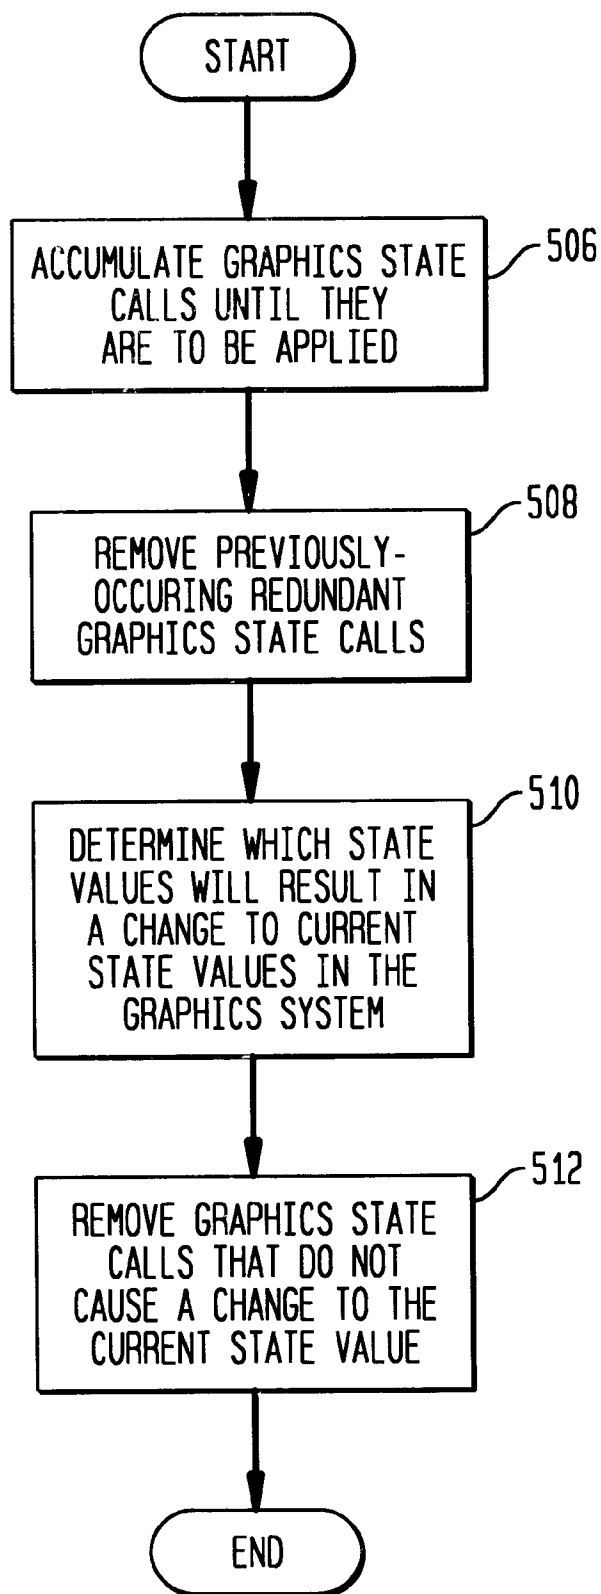 START
ACCUMULATE GRAPHICS STATE
CALLS UNTIL THEY
ARE TO BE APPLIED
506
REMOVE PREVIOUSLY-
OCCURING REDUNDANT
GRAPHICS STATE CALLS
508
DETERMINE WHICH STATE
VALUES WILL RESULT IN
A CHANGE TO CURRENT
STATE VALUES IN THE
GRAPHICS SYSTEM
510
REMOVE GRAPHICS STATE
CALLS THAT DO NOT
CAUSE A CHANGE TO THE
CURRENT STATE VALUE
512
END